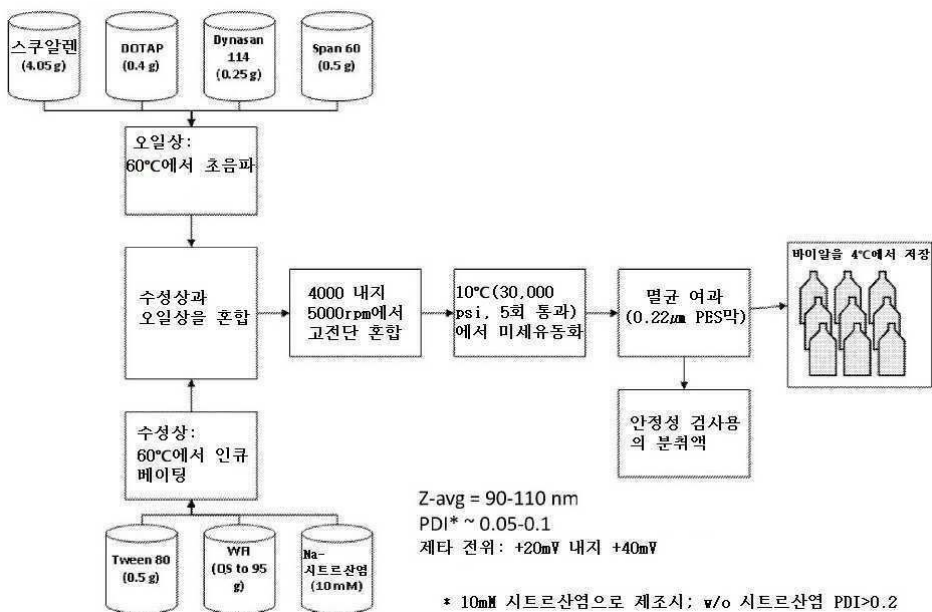 스쿠알렌
(4.05 g)
DOTAP
(0.4 g)
Dynasan
114
(0.25 g)
Span 60
(0.5 g)
오일상:
60℃에서 초음파
수성상과
오일상을 혼합
4000 내지
5000rpm에서
고전단 혼합
10℃(30,000
psi, 5회 통과)
에서 미세유동화
멸균 여과
(0.22㎛ PES막)
바이알을 4℃에서 저장
안정성 검사용
의 분취액
수성상:
60℃에서 인큐
베이팅
Tween 80
(0.5 g)
WFI
(QS to 95
g)
Na-
시트르산염
(10 mM)
Z-avg = 90-110 nm
PDI* ~ 0.05-0.1
제타 전위: +20mV 내지 +40mV
* 10mM 시트르산염으로 제조시; w/o 시트르산염 PDI>0.2